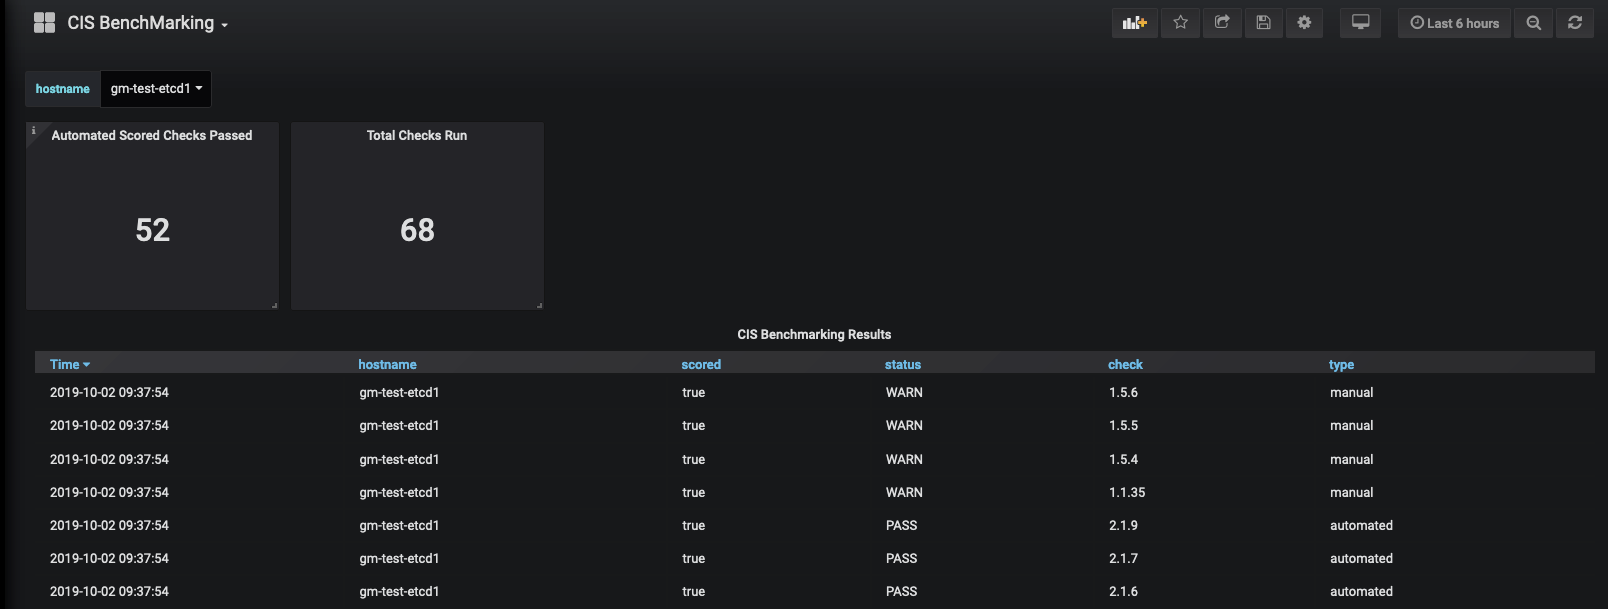 CIS BenchMarking
Last 6 hours
hostname gm-test-etcd1
i Automated Scored Checks Passed
Total Checks Run
52
68
CIS Benchmarking Results
Time hostname scored status check type
2019-10-02 09:37:54 gm-test-etcd1 true WARN 1.5.6 manual
2019-10-02 09:37:54 gm-test-etcd1 true WARN 1.5.5 manual
2019-10-02 09:37:54 gm-test-etcd1 true WARN 1.5.4 manual
2019-10-02 09:37:54 gm-test-etcd1 true WARN 1.1.35 manual
2019-10-02 09:37:54 gm-test-etcd1 true PASS 2.1.9 automated
2019-10-02 09:37:54 gm-test-etcd1 true PASS 2.1.7 automated
2019-10-02 09:37:54 gm-test-etcd1 true PASS 2.1.6 automated